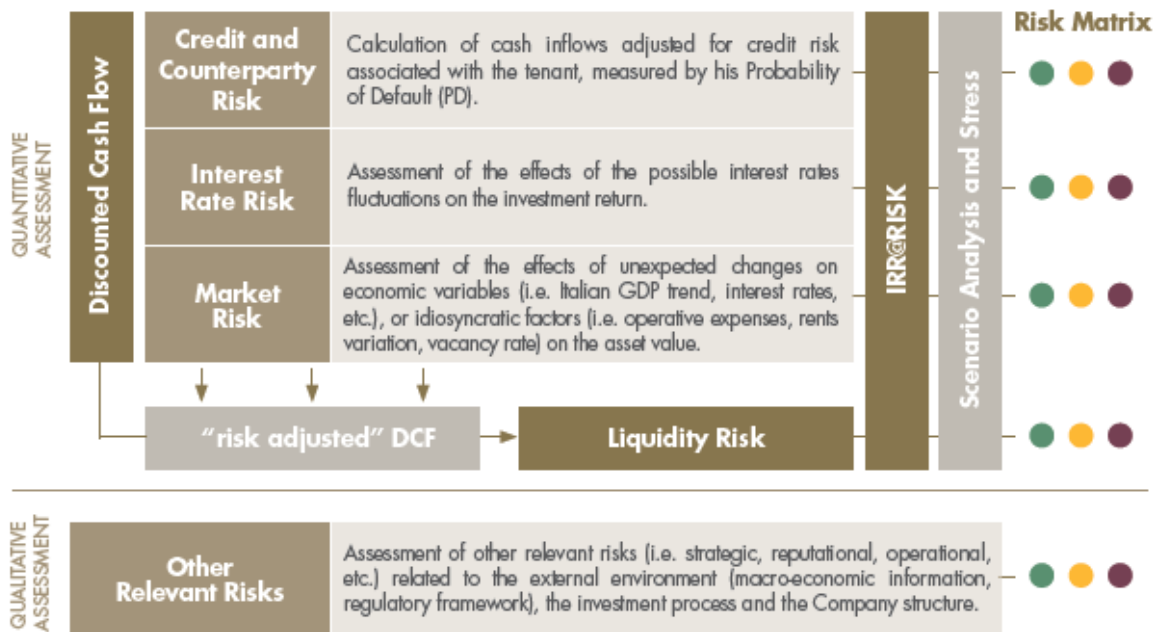 Risk Matrix
QUANTITATIVE
ASSESSMENT
Discounted Cash Flow
Credit and
Counterparty
Risk
Calculation of cash inflows adjusted for credit risk
associated with the tenant, measured by his Probability
of Default (PD).
Interest
Rate Risk
Assessment of the effects of the possible interest rates
fluctuations on the investment return.
Market
Risk
Assessment of the effects of unexpected changes on
economic variables (i.e. Italian GDP trend, interest rates,
etc.), or idiosyncratic factors (i.e. operative expenses, rents
variation, vacancy rate) on the asset value.
IRR@RISK
Scenario Analysis and Stress
“risk adjusted” DCF
Liquidity Risk
QUALITATIVE
ASSESSMENT
Other
Relevant Risks
Assessment of other relevant risks (i.e. strategic, reputational, operational,
etc.) related to the external environment (macro-economic information,
regulatory framework), the investment process and the Company structure.